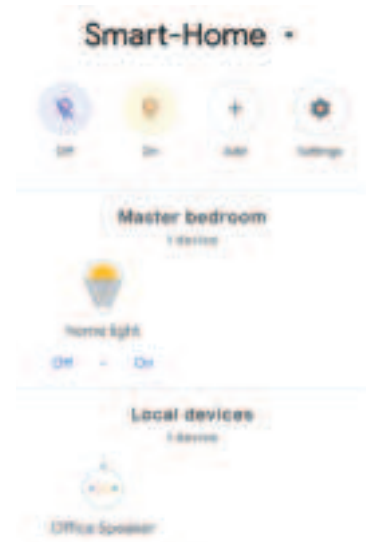 Smart-Home
Off On Add Settings
Master bedroom
1 device
home light
Off - On
Local devices
1 device
Office Speaker